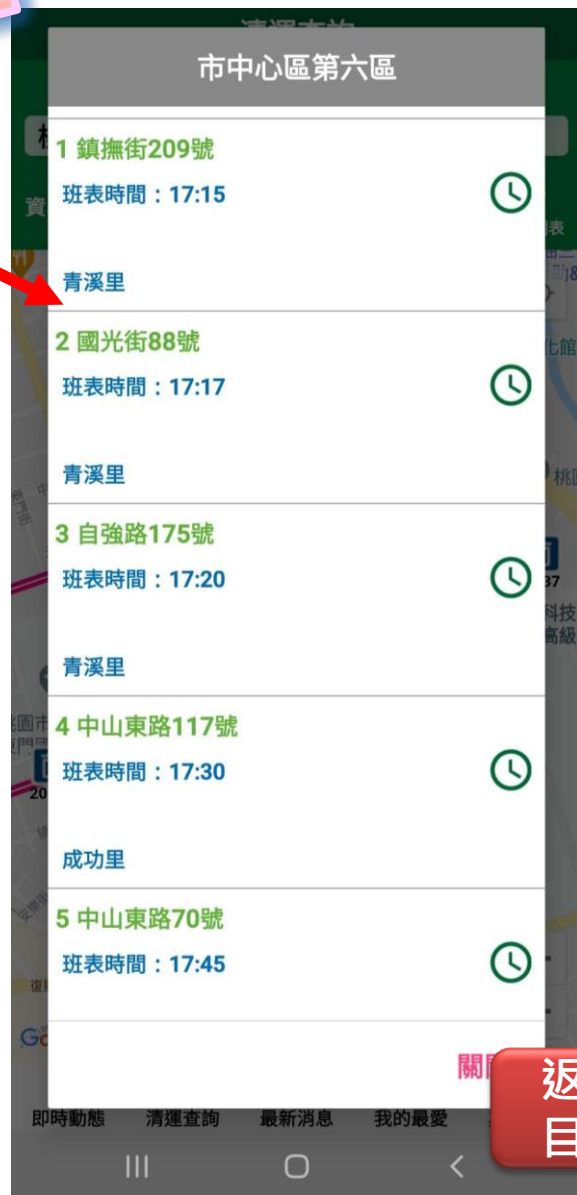 市中心區第六區
1 鎮撫街209號
班表時間：17:15
青溪里
2 國光街88號
班表時間：17:17
青溪里
3 自強路175號
班表時間：17:20
青溪里
4 中山東路117號
班表時間：17:30
成功里
5 中山東路70號
班表時間：17:45
關
返
目
即時動態 清運查詢 最新消息 我的最愛